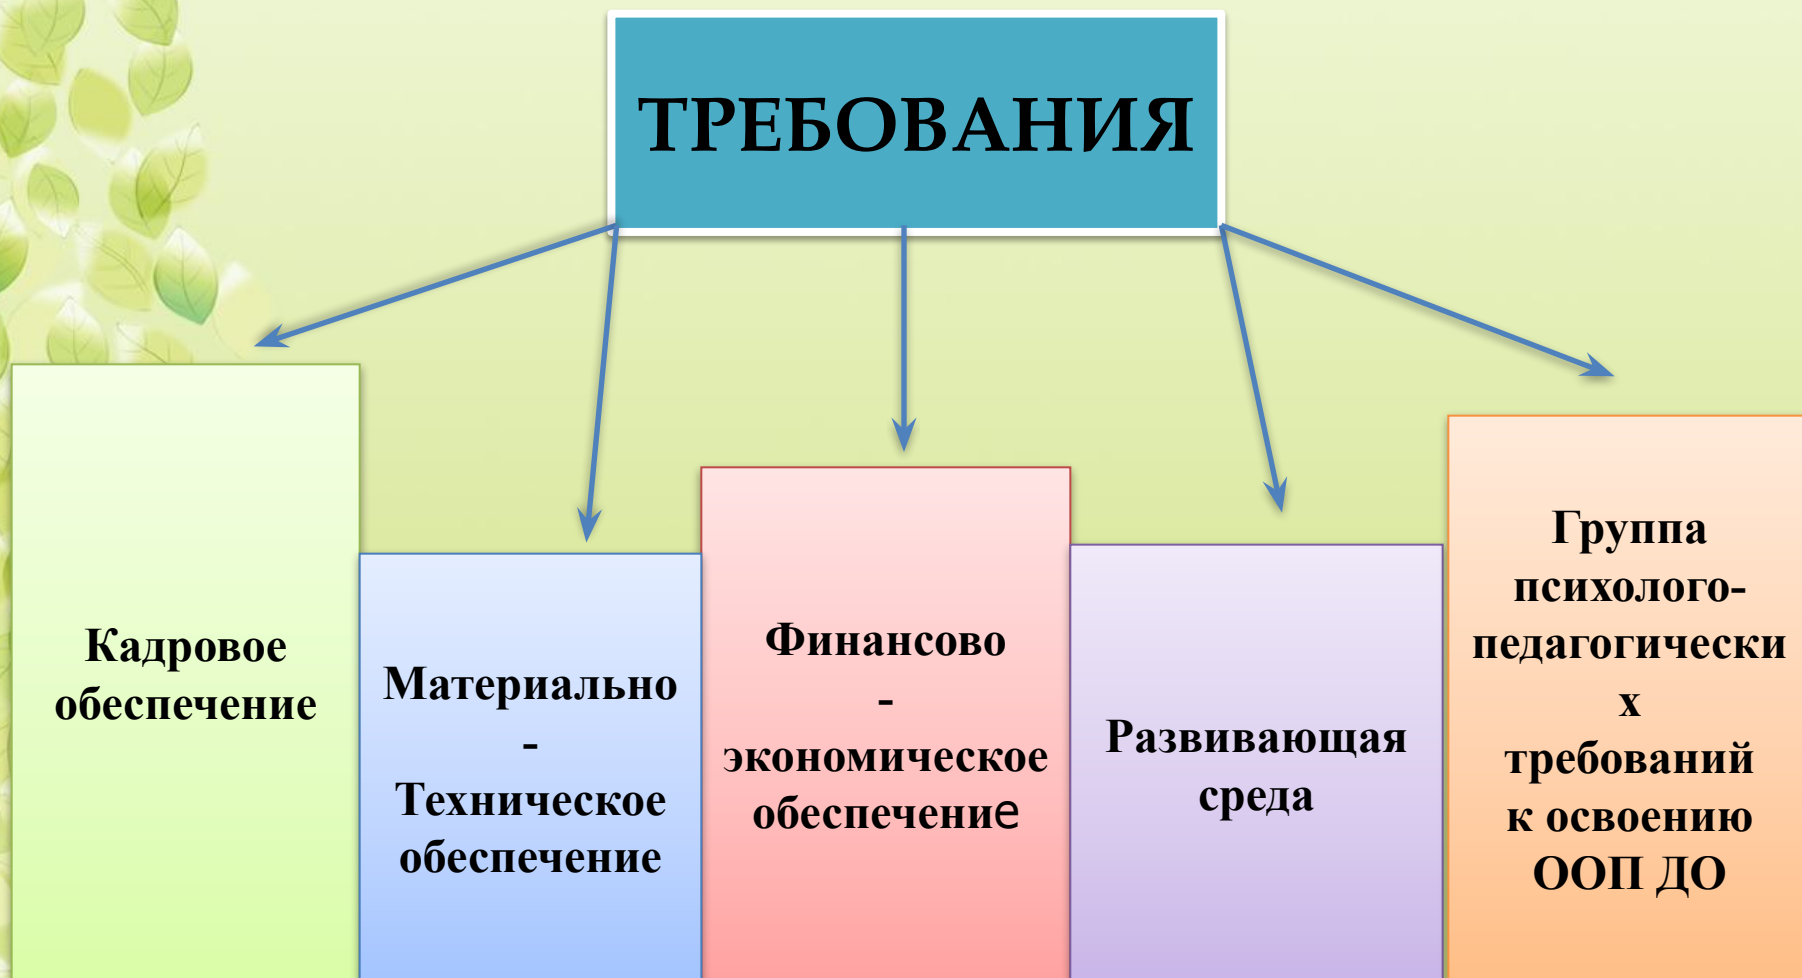 ТРЕБОВАНИЯ
Кадровое
обеспечение
Материально
-
Техническое
обеспечение
Финансово
-
экономическое
обеспечение
Развивающая
среда
Группа
психолого-
педагогически
х
требований
к освоению
ООП ДО